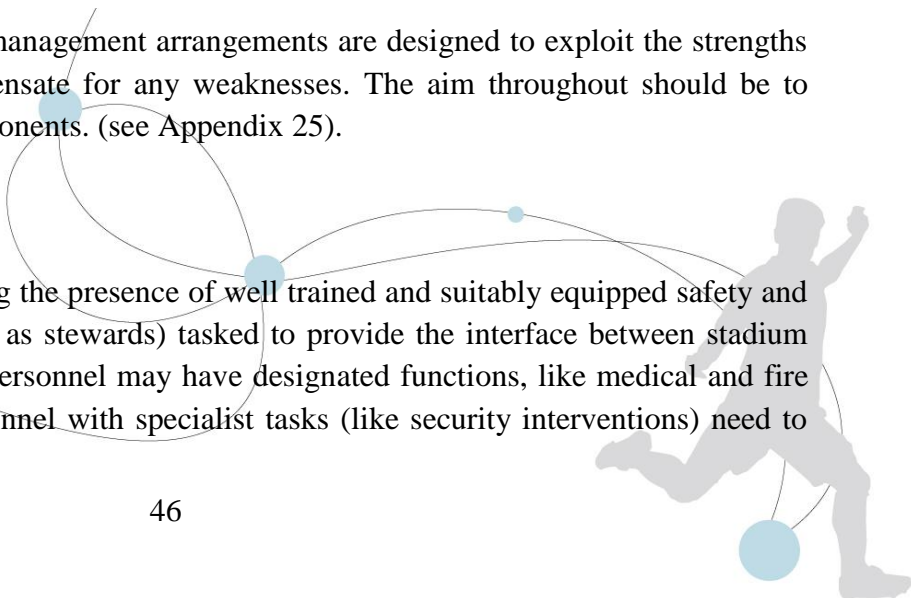 management arrangements are designed to exploit the strengths
ensate for any weaknesses. The aim throughout should be to
onents. (see Appendix 25).
g the presence of well trained and suitably equipped safety and
as stewards) tasked to provide the interface between stadium
ersonnel may have designated functions, like medical and fire
nnel with specialist tasks (like security interventions) need to
46